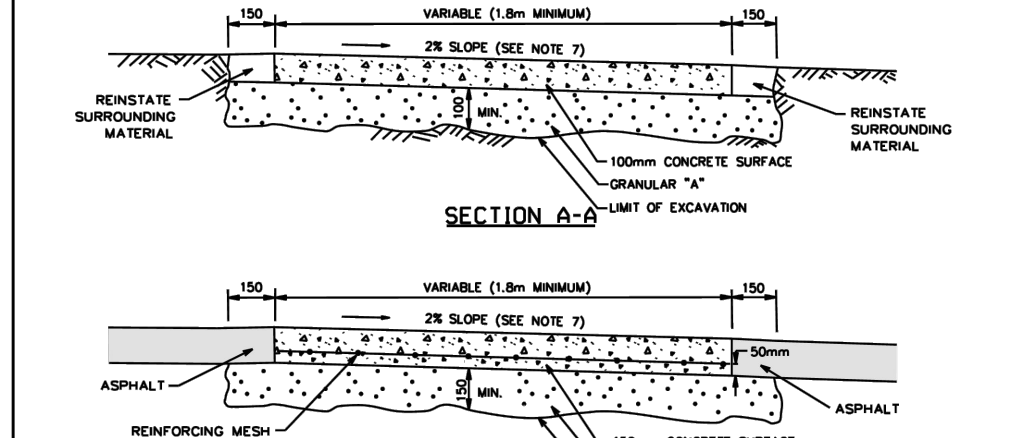 150
VARIABLE (1.8m MINIMUM)
150
2% SLOPE (SEE NOTE 7)
REINSTATE
SURROUNDING
MATERIAL
100
MIN.
REINSTATE
SURROUNDING
MATERIAL
100mm CONCRETE SURFACE
GRANULAR "A"
LIMIT OF EXCAVATION
SECTION A-A
150
VARIABLE (1.8m MINIMUM)
150
2% SLOPE (SEE NOTE 7)
50mm
ASPHALT
150
MIN.
ASPHALT
REINFORCING MESH
CONCRETE SURFACE